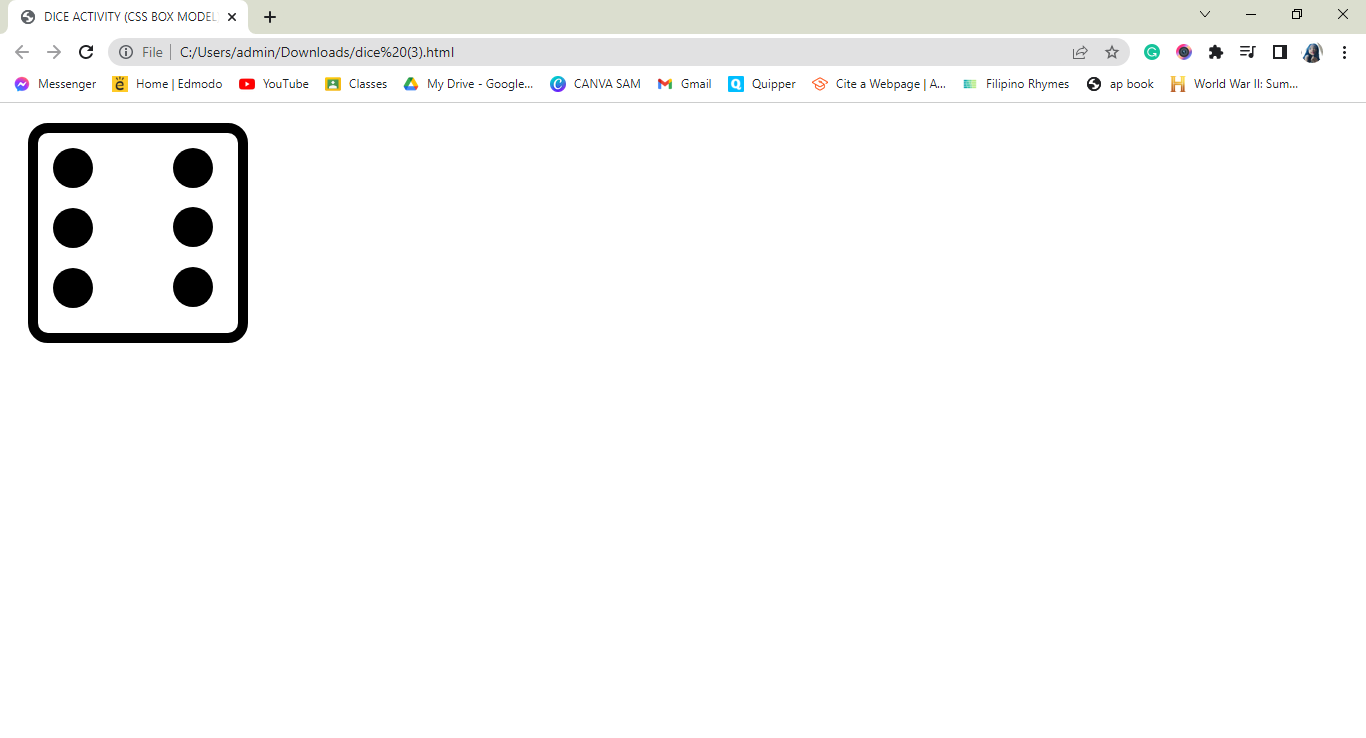 DICE ACTIVITY (CSS BOX MODEL
File C:/Users/admin/Downloads/dice%20(3).html
Messenger Home | Edmodo YouTube Classes My Drive - Google... CANVA SAM Gmail Quipper Cite a Webpage | A... Filipino Rhymes ap book World War II: Sum...